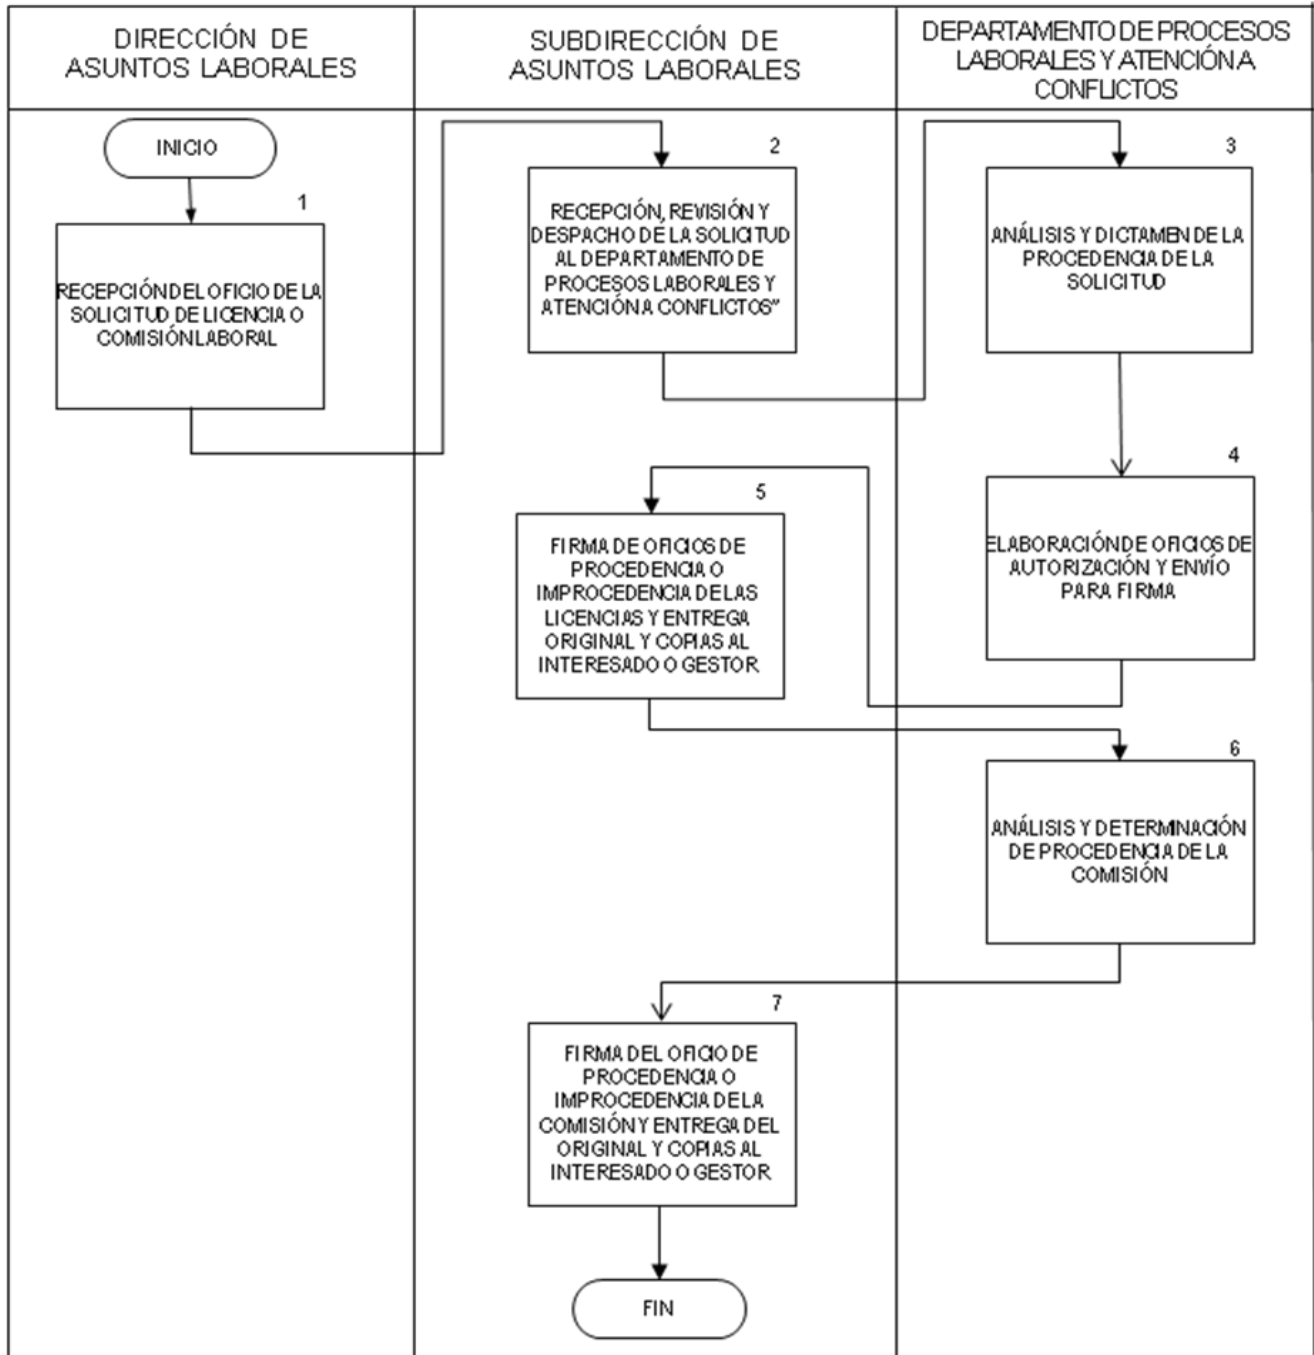 DIRECCIÓN DE
ASUNTOS LABORALES
SUBDIRECCIÓN DE
ASUNTOS LABORALES
DEPARTAMENTO DE PROCESOS
LABORALES Y ATENCIÓN A
CONFLICTOS
INICIO
1
RECEPCIÓN DEL OFICIO DE LA
SOLICITUD DE LICENCIA O
COMISIÓN LABORAL
2
RECEPCIÓN, REVISIÓN Y
DESPACHO DE LA SOLICITUD
AL DEPARTAMENTO DE
PROCESOS LABORALES Y
ATENCIÓN A CONFLICTOS”
3
ANÁLISIS Y DICTAMEN DE LA
PROCEDENCIA DE LA
SOLICITUD
4
ELABORACIÓN DE OFICIOS DE
AUTORIZACIÓN Y ENVÍO
PARA FIRMA
5
FIRMA DE OFICIOS DE
PROCEDENCIA O
IMPROCEDENCIA DE LAS
LICENCIAS Y ENTREGA
ORIGINAL Y COPIAS AL
INTERESADO O GESTOR
6
ANÁLISIS Y DETERMINACIÓN
DE PROCEDENCIA DE LA
COMISIÓN
7
FIRMA DEL OFICIO DE
PROCEDENCIA O
IMPROCEDENCIA DE LA
COMISIÓN Y ENTREGA DEL
ORIGINAL Y COPIAS AL
INTERESADO O GESTOR
FIN